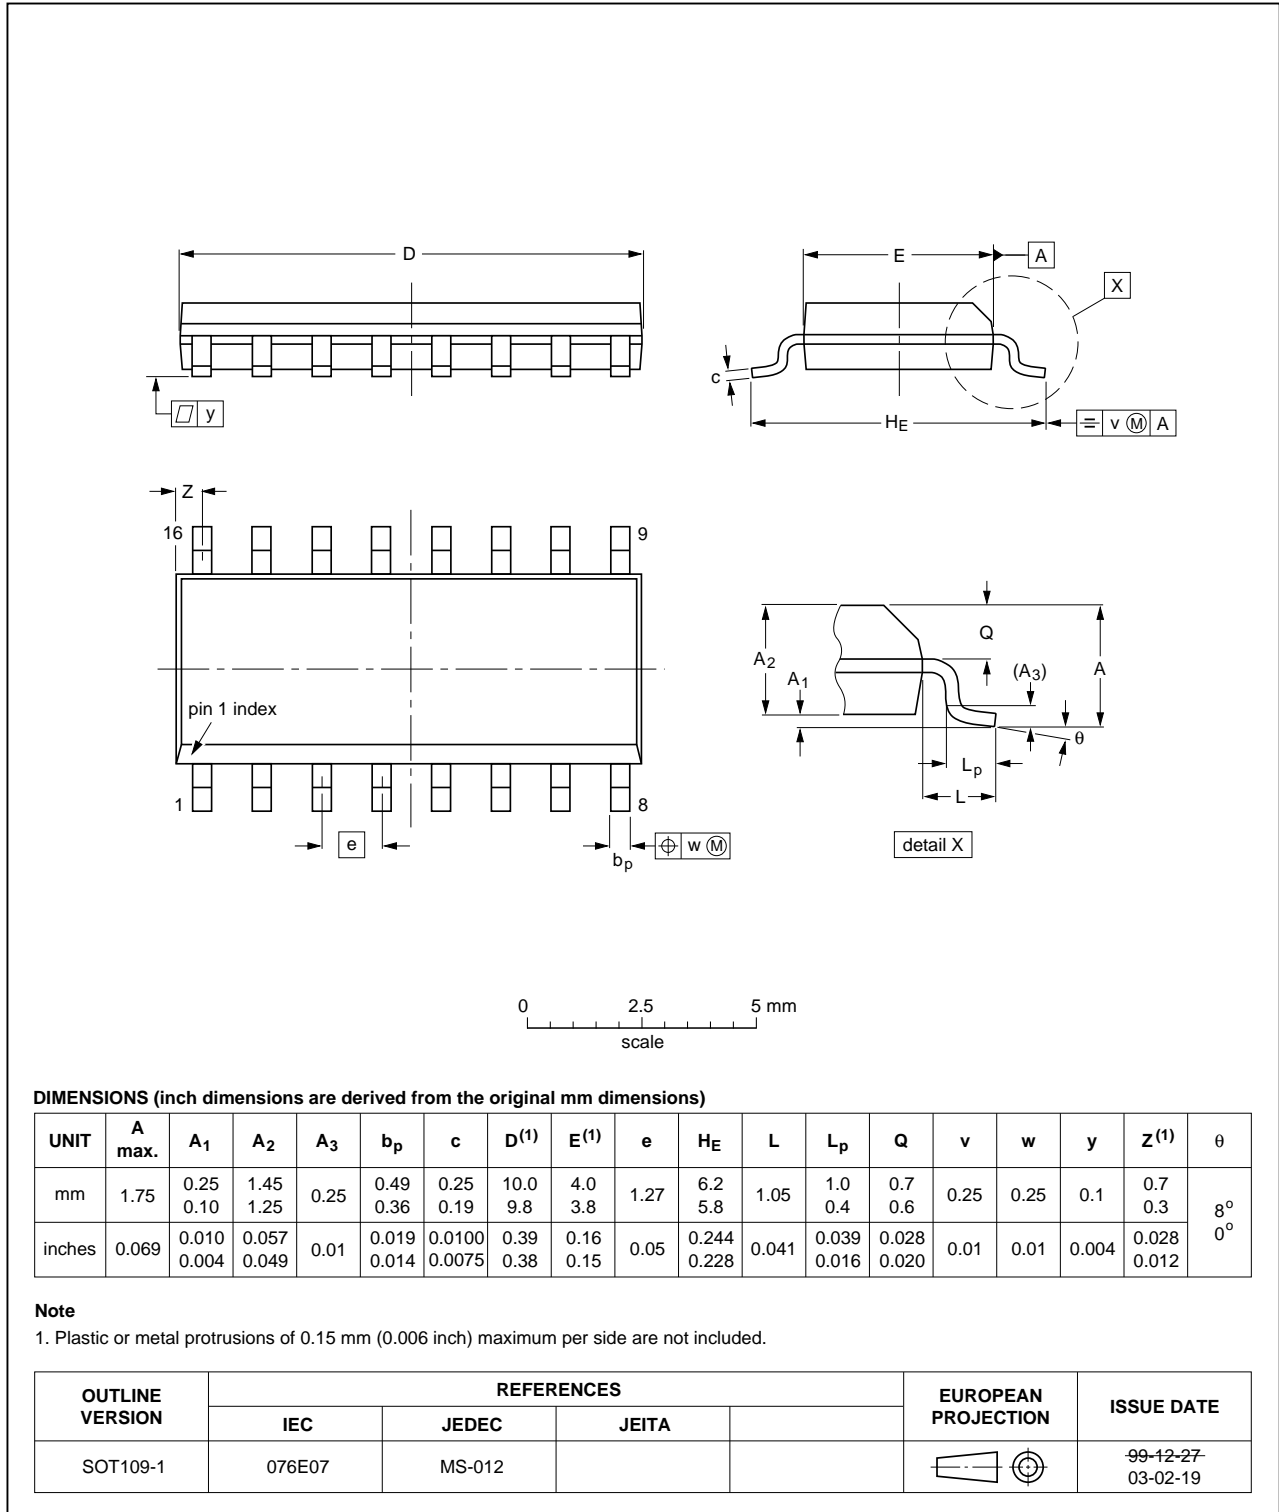 D
E
A
X
c
y
HE
v M A
Z
16
9
pin 1 index
1
8
e
bp
w M
A2
A1
Q
(A3)
A
θ
Lp
L
detail X
0 2.5 5 mm
scale
DIMENSIONS (inch dimensions are derived from the original mm dimensions)
UNIT A max. A1 A2 A3 bp c D(1) E(1) e HE L Lp Q v w y Z(1) θ
mm 1.75 0.25 0.10 1.45 1.25 0.25 0.49 0.36 0.25 0.19 10.0 9.8 4.0 3.8 1.27 6.2 5.8 1.05 1.0 0.4 0.7 0.6 0.25 0.25 0.1 0.7 0.3 8° 0°
inches 0.069 0.010 0.004 0.057 0.049 0.01 0.019 0.014 0.0100 0.0075 0.39 0.38 0.16 0.15 0.05 0.244 0.228 0.041 0.039 0.016 0.028 0.020 0.01 0.01 0.004 0.028 0.012
Note
1. Plastic or metal protrusions of 0.15 mm (0.006 inch) maximum per side are not included.
OUTLINE VERSION REFERENCES EUROPEAN PROJECTION ISSUE DATE
IEC JEDEC JEITA
SOT109-1 076E07 MS-012 99-12-27
03-02-19